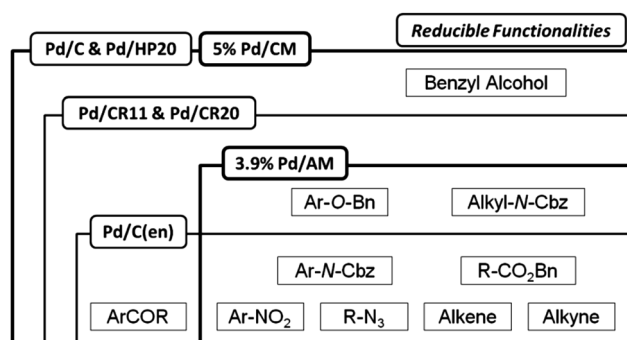 Reducible Functionalities
Pd/C & Pd/HP20 5% Pd/CM
Benzyl Alcohol
Pd/CR11 & Pd/CR20
3.9% Pd/AM
Ar-O-Bn Alkyl-N-Cbz
Pd/C(en)
Ar-N-Cbz R-CO₂Bn
ArCOR Ar-NO₂ R-N₃ Alkene Alkyne